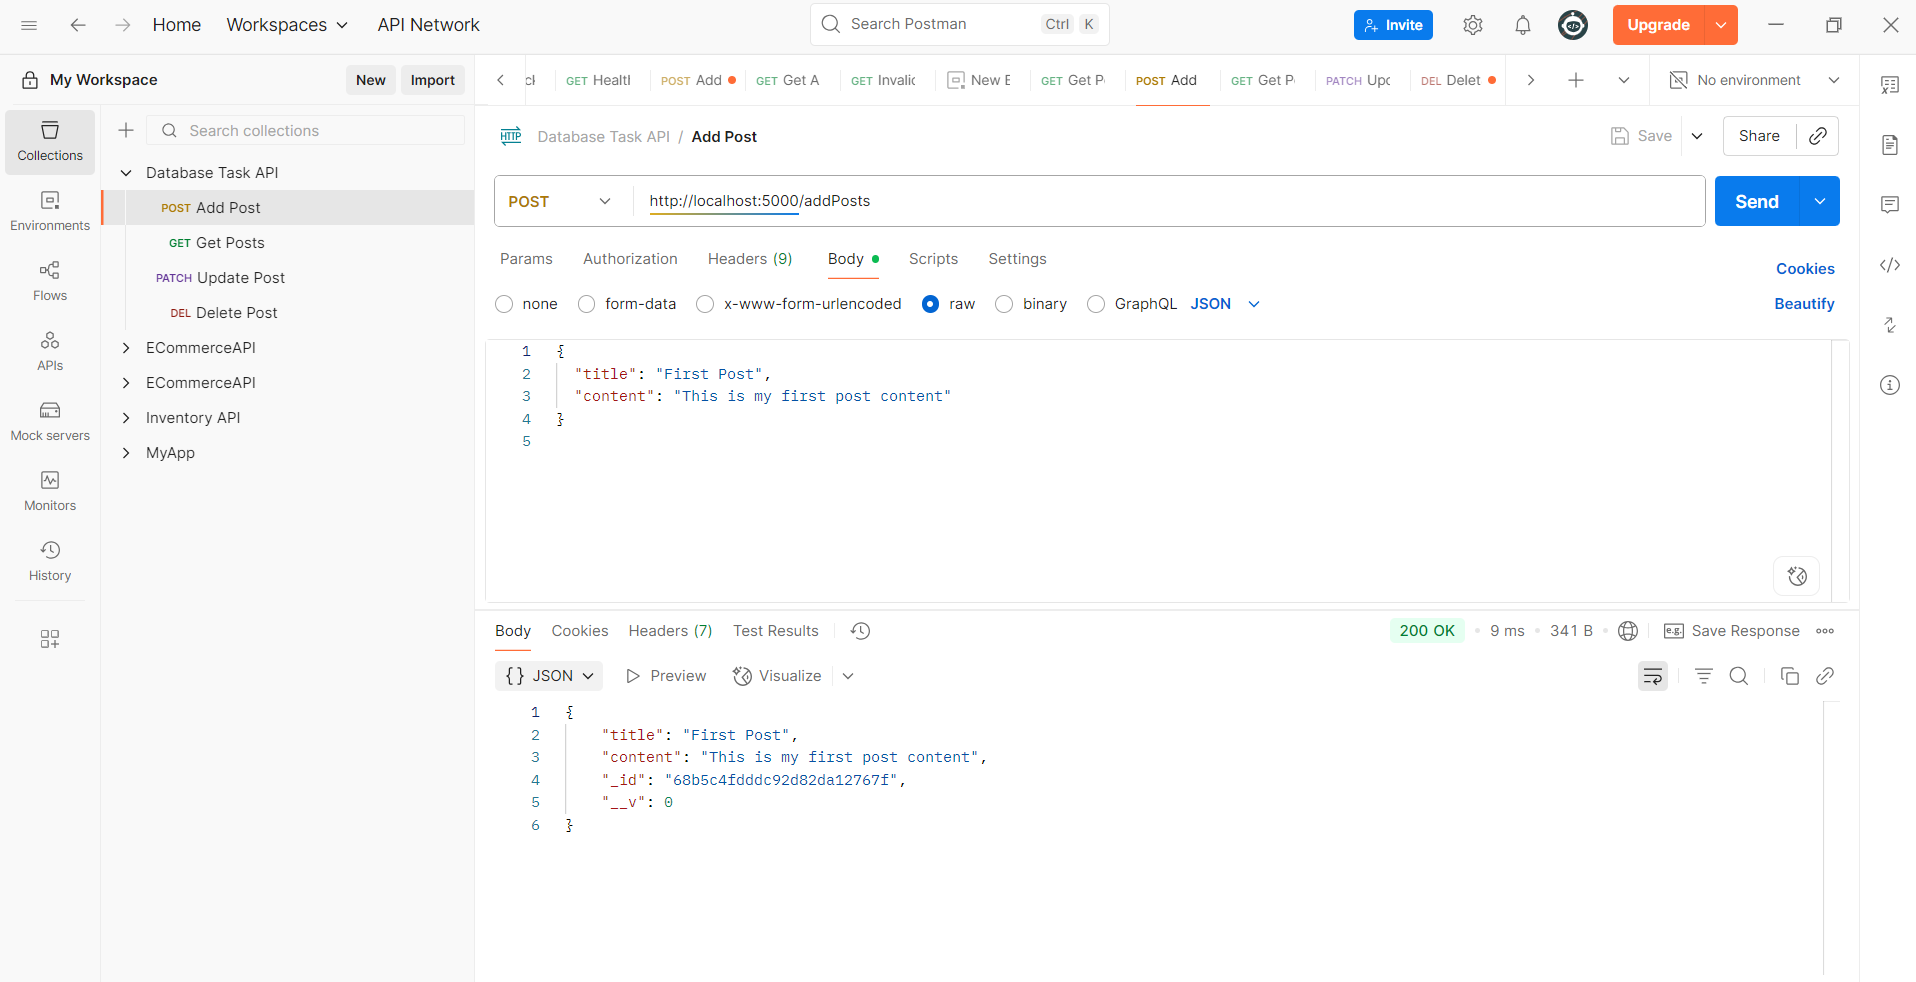 Home Workspaces API Network Search Postman Ctrl K Invite Upgrade
My Workspace New Import
GET Healtl POST Add GET Get A GET Invalic New E GET Get P POST Add GET Get P PATCH Upc DEL Delet No environment
Search collections
Collections
Environments
Flows
APIs
Mock servers
Monitors
History
Database Task API
POST Add Post
GET Get Posts
PATCH Update Post
DEL Delete Post
ECommerceAPI
ECommerceAPI
Inventory API
MyApp
HTTP Database Task API / Add Post Save Share
POST http://localhost:5000/addPosts Send
Params Authorization Headers (9) Body Scripts Settings Cookies
none form-data x-www-form-urlencoded raw binary GraphQL JSON Beautify
1 {
2 "title": "First Post",
3 "content": "This is my first post content"
4 }
5
Body Cookies Headers (7) Test Results 200 OK 9 ms 341 B e.g. Save Response
{} JSON Preview Visualize
1 {
2 "title": "First Post",
3 "content": "This is my first post content",
4 "_id": "68b5c4fdddc92d82da12767f",
5 "__v": 0
6 }